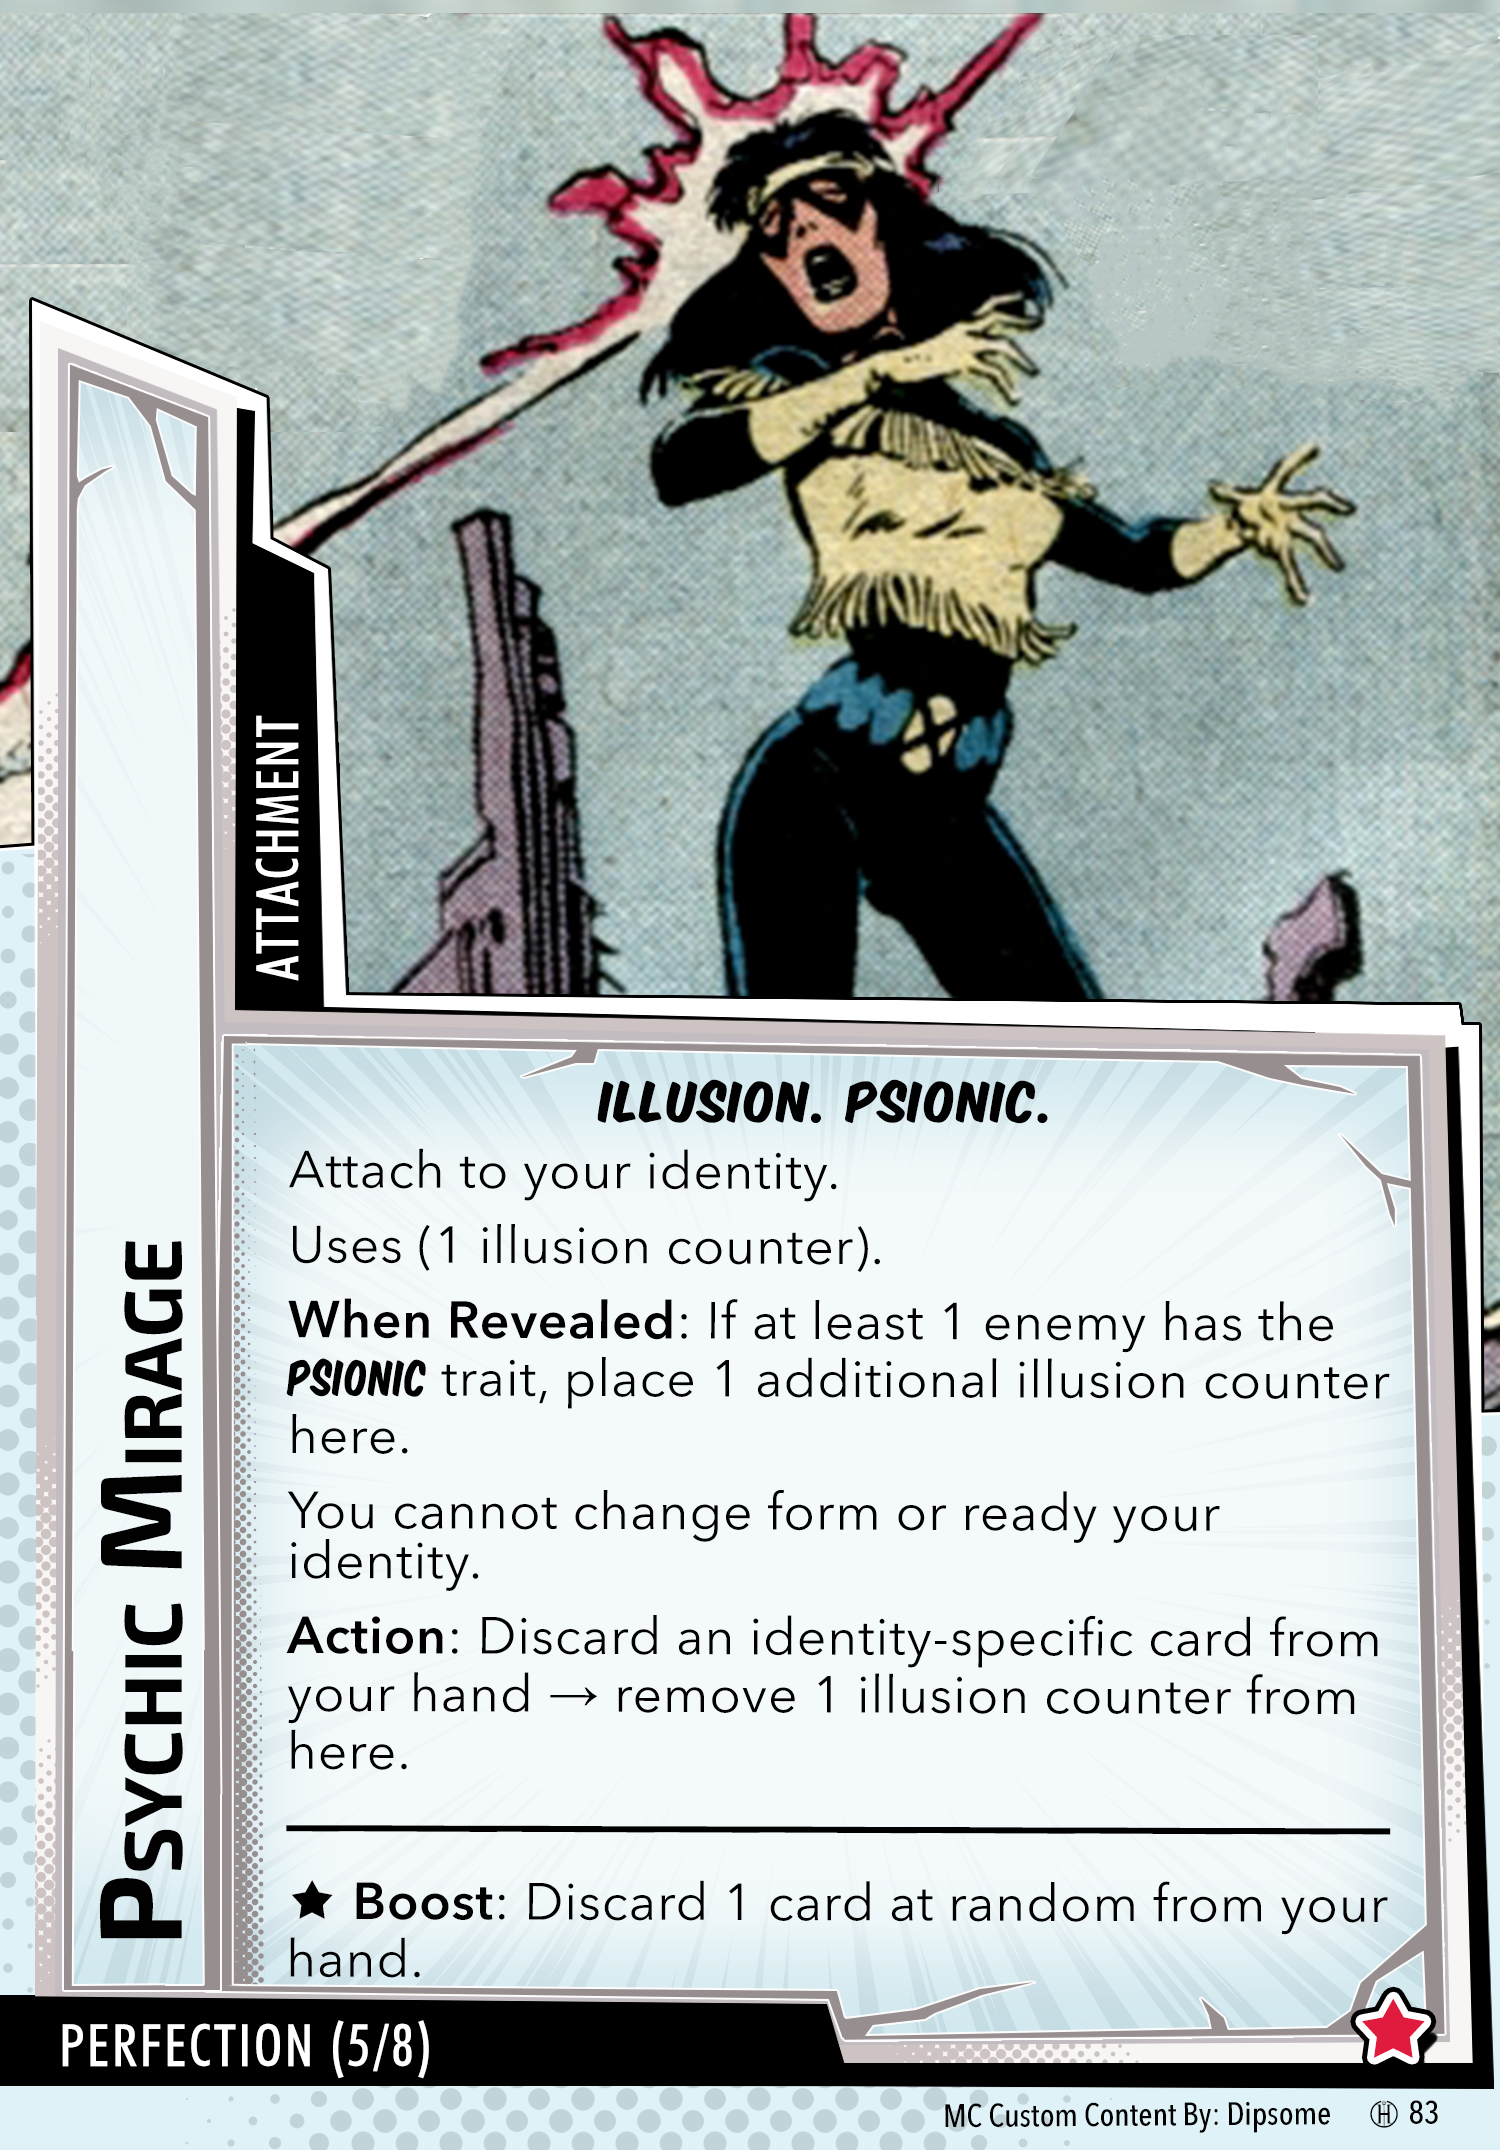 ATTACHMENT
PSYCHIC MIRAGE
ILLUSION. PSIONIC.
Attach to your identity.
Uses (1 illusion counter).
When Revealed: If at least 1 enemy has the
PSIONIC trait, place 1 additional illusion counter
here.
You cannot change form or ready your
identity.
Action: Discard an identity-specific card from
your hand → remove 1 illusion counter from
here.
★ Boost: Discard 1 card at random from your
hand.
PERFECTION (5/8)
MC Custom Content By: Dipsome Ⓗ 83